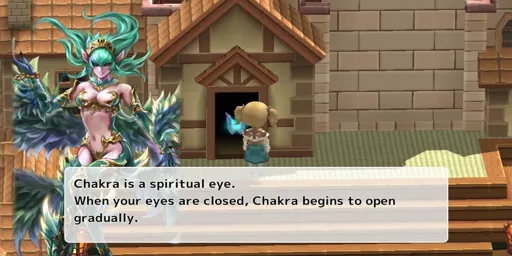 Chakra is a spiritual eye.
When your eyes are closed, Chakra begins to open
gradually.